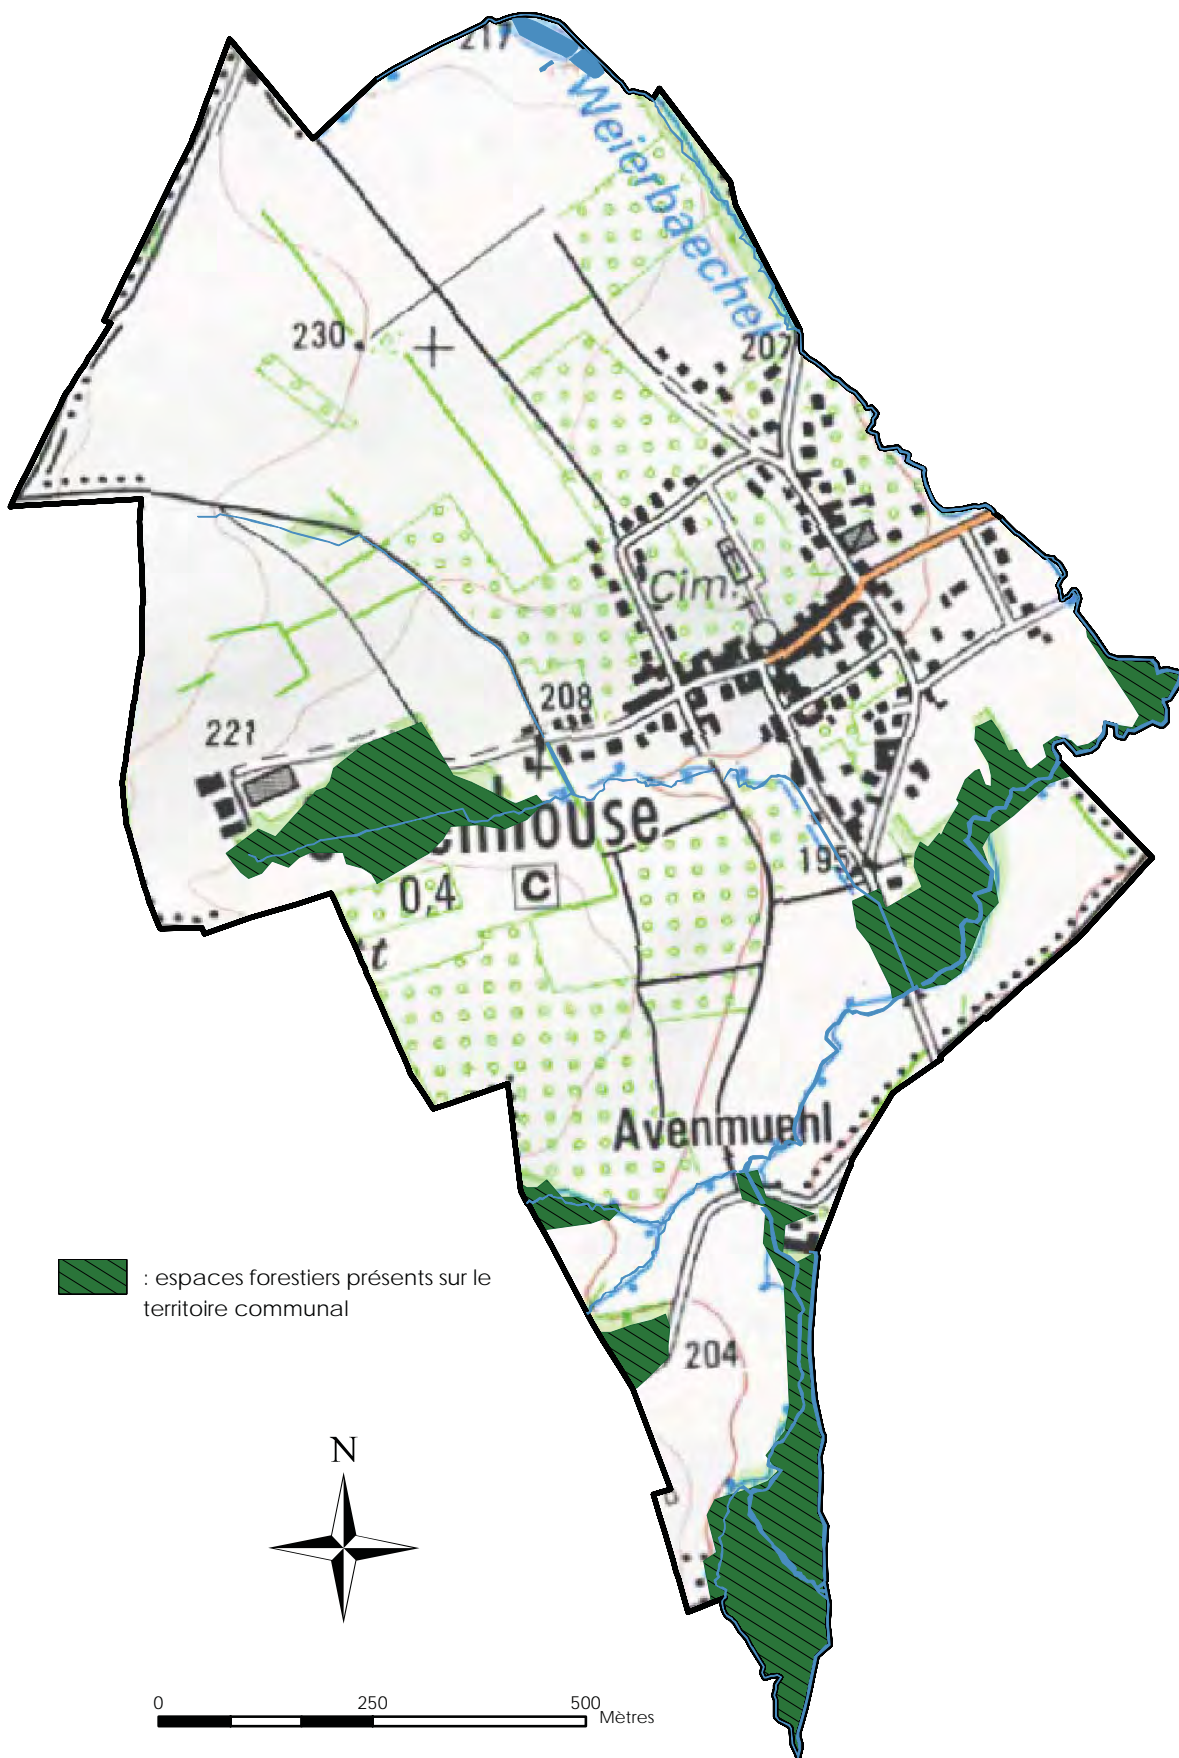 217
Weierbaechel
230
207
Cim.
208
221
195
0,4
C
t
Avenmuehl
: espaces forestiers présents sur le
territoire communal
204
N
0 250 500
Mètres